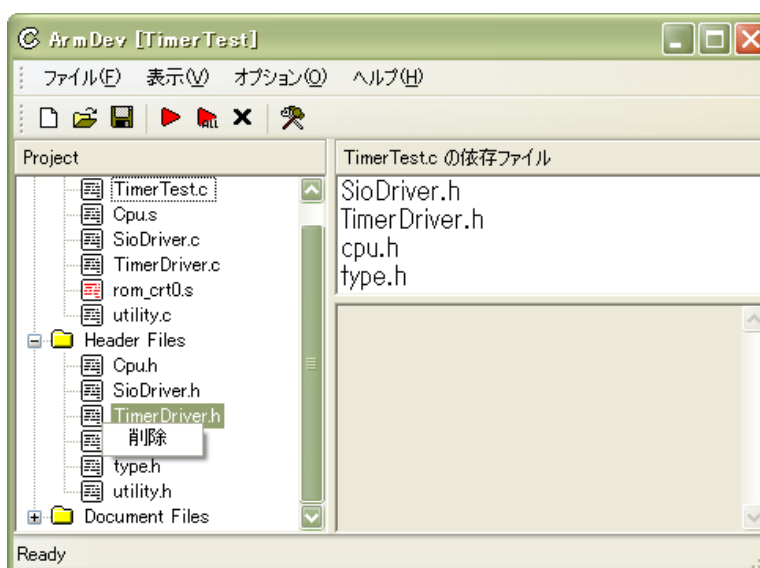 ArmDev [TimerTest]
ファイル(F) 表示(V) オプション(O) ヘルプ(H)
ALL
Project
TimerTest.c
Cpu.s
SioDriver.c
TimerDriver.c
rom_crt0.s
utility.c
Header Files
Cpu.h
SioDriver.h
TimerDriver.h
削除
type.h
utility.h
Document Files
TimerTest.c の依存ファイル
SioDriver.h
TimerDriver.h
cpu.h
type.h
Ready